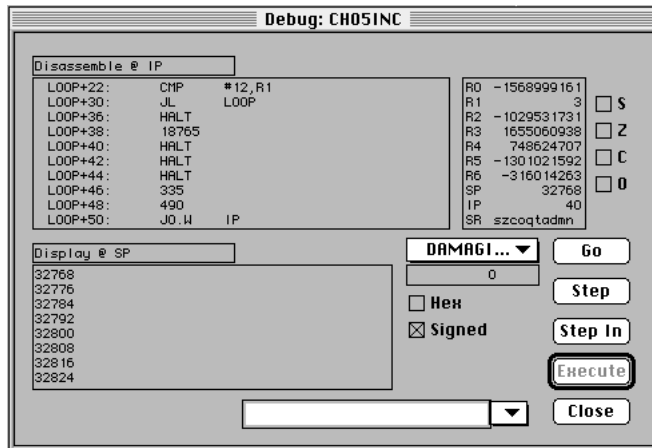 Debug: CH05INC
Disassemble @ IP
LOOP+22: CMP #12,R1
LOOP+30: JL LOOP
LOOP+36: HALT
LOOP+38: 18765
LOOP+40: HALT
LOOP+42: HALT
LOOP+44: HALT
LOOP+46: 335
LOOP+48: 490
LOOP+50: JO.W IP
R0 -1568999161
R1 3
R2 -1029531731
R3 1655060938
R4 748624707
R5 -1301021592
R6 -316014263
SP 32768
IP 40
SR szcoqtadmn
S
Z
C
O
Display @ SP
32768
32776
32784
32792
32800
32808
32816
32824
DAMAGI...
0
Hex
Signed
Go
Step
Step In
Execute
Close